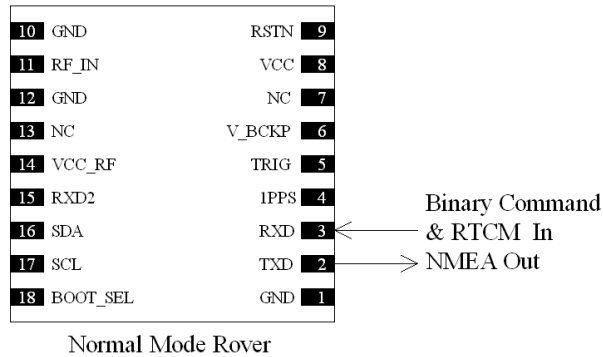 10 GND RSTN 9
11 RF_IN VCC 8
12 GND NC 7
13 NC V_BCKP 6
14 VCC_RF TRIG 5
15 RXD2 1PPS 4
16 SDA RXD 3
17 SCL TXD 2
18 BOOT_SEL GND 1
Binary Command
& RTCM In
NMEA Out
Normal Mode Rover